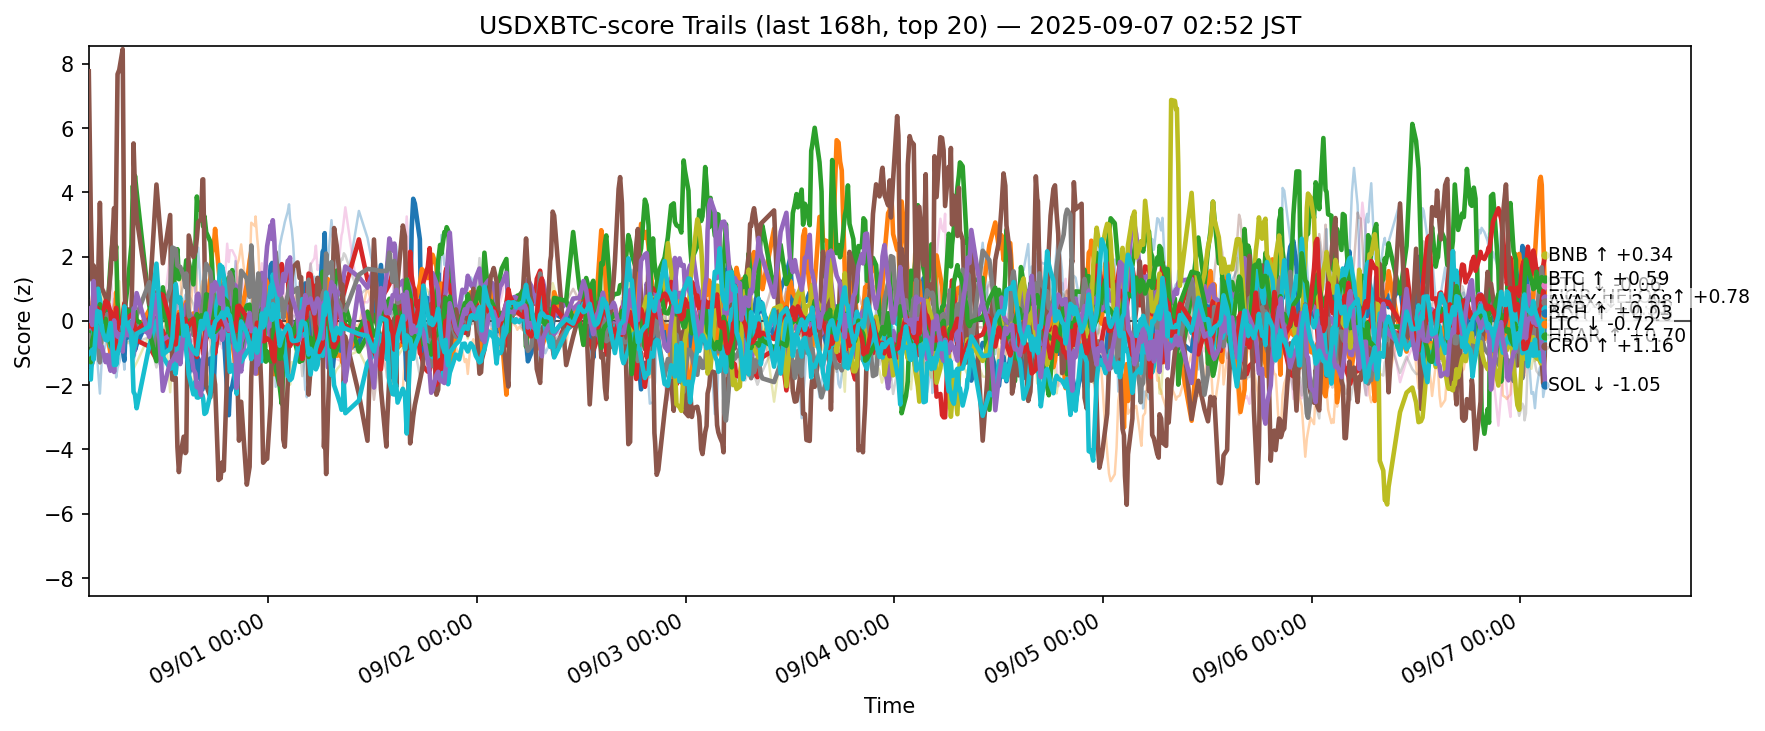 USDXBTC-score Trails (last 168h, top 20) — 2025-09-07 02:52 JST
Score (z)
8
6
4
2
0
−2
−4
−6
−8
BNB ↑ +0.34
BTC ↑ +0.59
↑ +0.78
BCH ↑ +0.03
LTC ↓ -0.72
CRO ↑ +1.16
SOL ↓ -1.05
09/01 00:00
09/02 00:00
09/03 00:00
09/04 00:00
09/05 00:00
09/06 00:00
09/07 00:00
Time